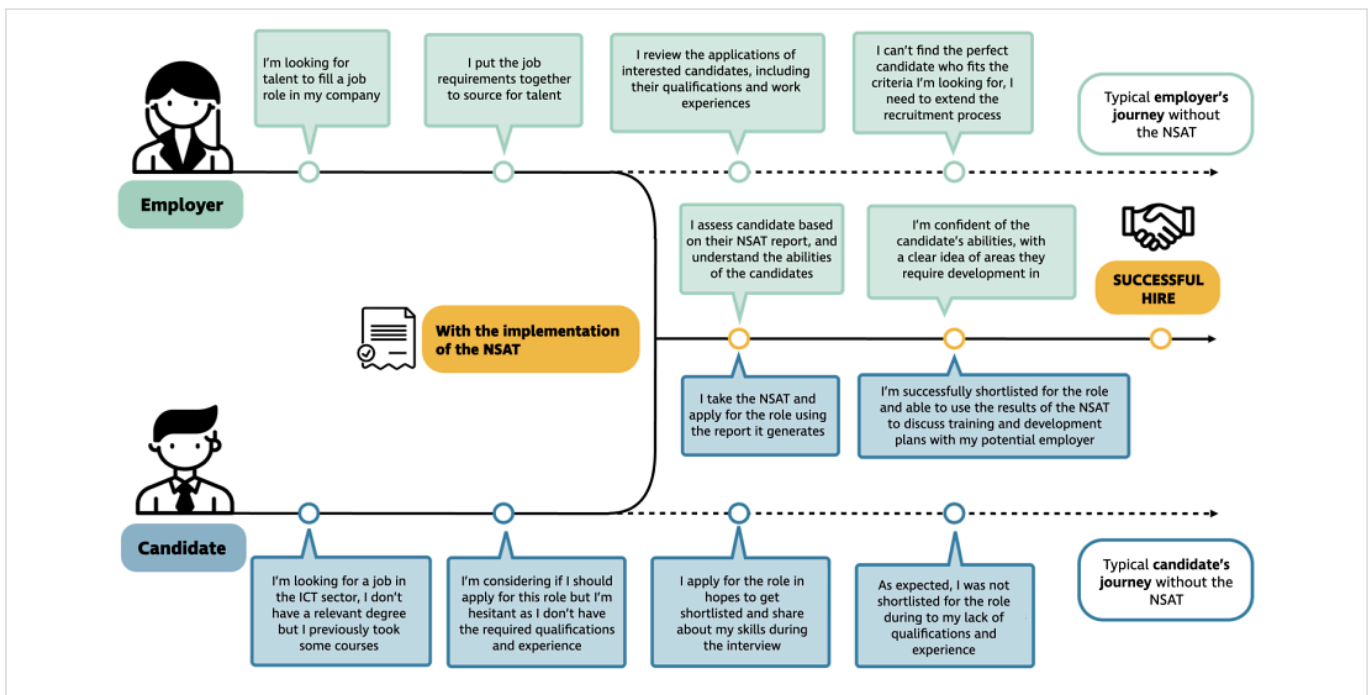 I'm looking for
talent to fill a job
role in my company
I put the job
requirements together
to source for talent
I review the applications of
interested candidates, including
their qualifications and work
experiences
I can't find the perfect
candidate who fits the
criteria I'm looking for, I
need to extend the
recruitment process
Typical employer's
journey without
the NSAT
Employer
I assess candidate based
on their NSAT report, and
understand the abilities
of the candidates
I'm confident of the
candidate's abilities, with
a clear idea of areas they
require development in
SUCCESSFUL
HIRE
With the implementation
of the NSAT
I take the NSAT and
apply for the role using
the report it generates
I'm successfully shortlisted for the role
and able to use the results of the NSAT
to discuss training and development
plans with my potential employer
Candidate
I'm looking for a job in
the ICT sector, I don't
have a relevant degree
but I previously took
some courses
I'm considering if I should
apply for this role but I'm
hesitant as I don't have
the required qualifications
and experience
I apply for the role in
hopes to get
shortlisted and share
about my skills during
the interview
As expected, I was not
shortlisted for the role
during to my lack of
qualifications and
experience
Typical candidate's
journey without the
NSAT